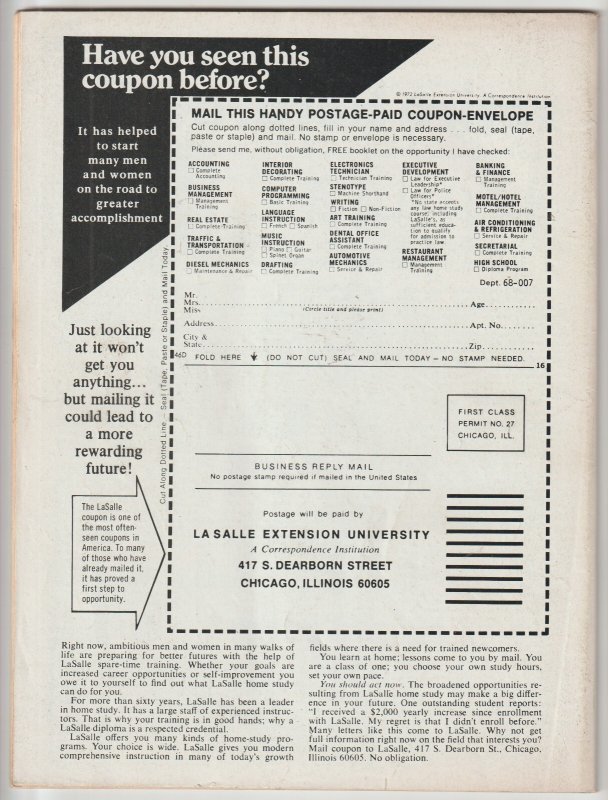 Have you seen this
coupon before?
© 1972 LaSalle Extension University, A Correspondence Institution
It has helped
to start
many men
and women
on the road to
greater
accomplishment
MAIL THIS HANDY POSTAGE-PAID COUPON-ENVELOPE
Cut coupon along dotted lines, fill in your name and address . . . fold, seal (tape,
paste or staple) and mail. No stamp or envelope is necessary.
Please send me, without obligation, FREE booklet on the opportunity I have checked:
ACCOUNTING
Complete
Accounting
BUSINESS
MANAGEMENT
Management
Training
REAL ESTATE
Complete Training
TRAFFIC &
TRANSPORTATION
Complete Training
DIESEL MECHANICS
Maintenance & Repair
INTERIOR
DECORATING
Complete Training
COMPUTER
PROGRAMMING
Basic Training
LANGUAGE
INSTRUCTION
French Spanish
MUSIC
INSTRUCTION
Piano Guitar
Spinet Organ
DRAFTING
Complete Training
ELECTRONICS
TECHNICIAN
Technician Training
STENOTYPE
Machine Shorthand
WRITING
Fiction Non-Fiction
ART TRAINING
Complete Training
DENTAL OFFICE
ASSISTANT
Complete Training
AUTOMOTIVE
MECHANICS
Service & Repair
EXECUTIVE
DEVELOPMENT
Law for Executive
Leadership*
Law for Police
Officers*
*No state accepts
any law home study
course, including
LaSalle's, as
sufficient educa-
tion to qualify
for admission to
practice law.
RESTAURANT
MANAGEMENT
Management
Training
BANKING
& FINANCE
Management
Training
MOTEL/HOTEL
MANAGEMENT
Complete Training
AIR CONDITIONING
& REFRIGERATION
Service & Repair
SECRETARIAL
Complete Training
HIGH SCHOOL
Diploma Program
Dept. 68-007
Mr.
Mrs.
Miss
(Circle title and please print)
Age
Address
Apt. No.
City &
State
Zip
46D FOLD HERE (DO NOT CUT) SEAL AND MAIL TODAY – NO STAMP NEEDED.
16
Cut Along Dotted Line — Seal (Tape, Paste or Staple) and Mail Today
Just looking
at it won't
get you
anything...
but mailing it
could lead to
a more
rewarding
future!
The LaSalle
coupon is one of
the most often-
seen coupons in
America. To many
of those who have
already mailed it,
it has proved a
first step to
opportunity.
FIRST CLASS
PERMIT NO. 27
CHICAGO, ILL.
BUSINESS REPLY MAIL
No postage stamp required if mailed in the United States
Postage will be paid by
LA SALLE EXTENSION UNIVERSITY
A Correspondence Institution
417 S. DEARBORN STREET
CHICAGO, ILLINOIS 60605
Right now, ambitious men and women in many walks of
life are preparing for better futures with the help of
LaSalle spare-time training. Whether your goals are
increased career opportunities or self-improvement you
owe it to yourself to find out what LaSalle home study
can do for you.
For more than sixty years, LaSalle has been a leader
in home study. It has a large staff of experienced instruc-
tors. That is why your training is in good hands; why a
LaSalle diploma is a respected credential.
LaSalle offers you many kinds of home-study pro-
grams. Your choice is wide. LaSalle gives you modern
comprehensive instruction in many of today's growth
fields where there is a need for trained newcomers.
You learn at home; lessons come to you by mail. You
are a class of one; you choose your own study hours,
set your own pace.
You should act now. The broadened opportunities re-
sulting from LaSalle home study may make a big differ-
ence in your future. One outstanding student reports:
"I received a $2,000 yearly increase since enrollment
with LaSalle. My regret is that I didn't enroll before."
Many letters like this come to LaSalle. Why not get
full information right now on the field that interests you?
Mail coupon to LaSalle, 417 S. Dearborn St., Chicago,
Illinois 60605. No obligation.